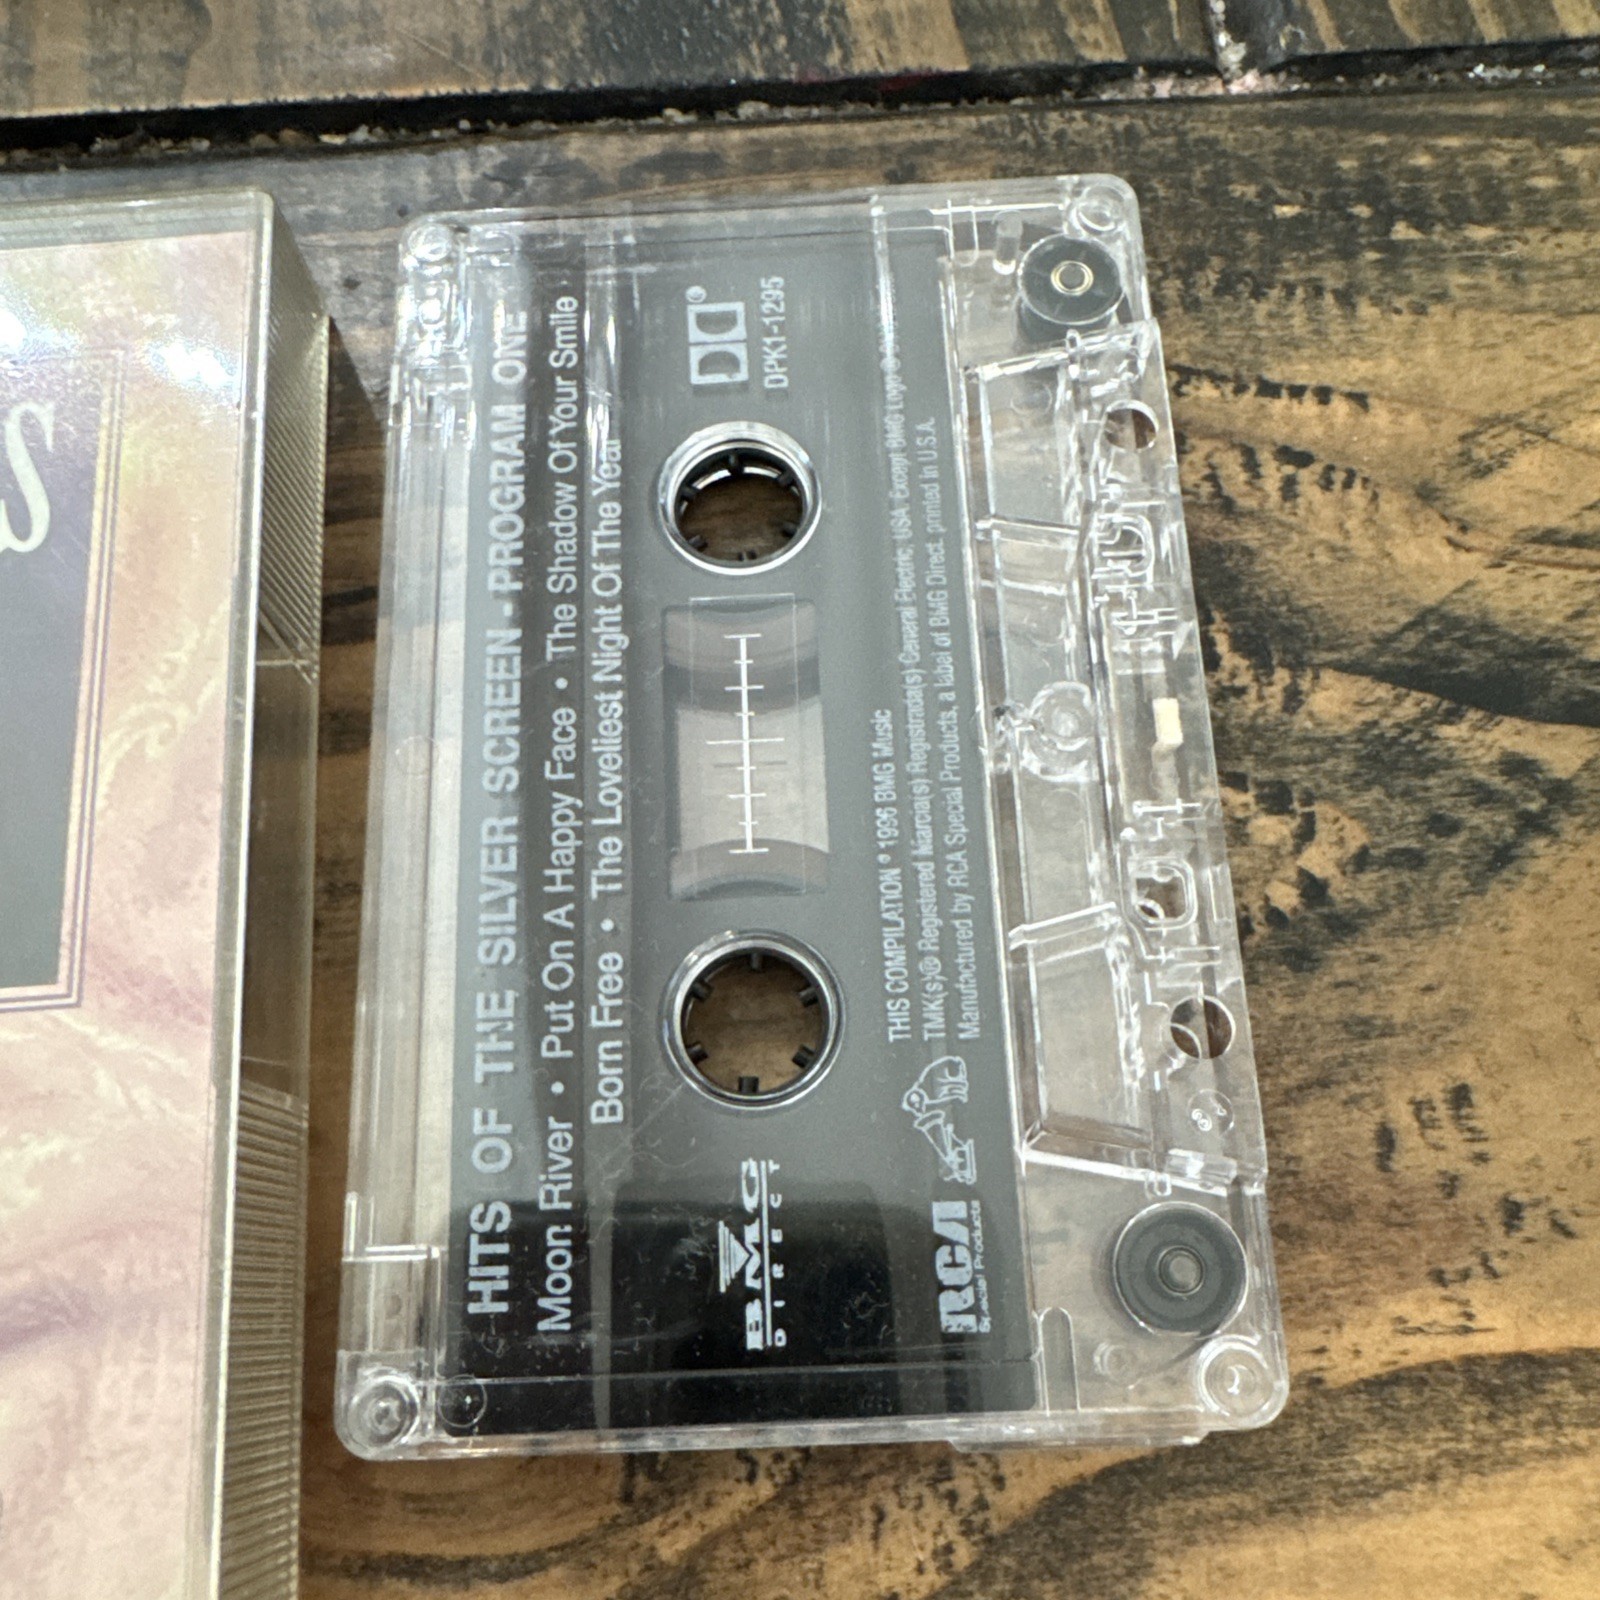 S
HITS OF THE SILVER SCREEN - PROGRAM ONE
Moon River • Put On A Happy Face • The Shadow Of Your Smile
Born Free • The Loveliest Night Of The Year
BMG
DIRECT
DPK1-1295
THIS COMPILATION ℗ 1996 BMG Music
TMK(s)® Registered Marca(s) Registrada(s) General Electric, USA. Except BMG Logo
Manufactured by RCA Special Products, a label of BMG Direct. printed in U.S.A.
RCA
Special Products